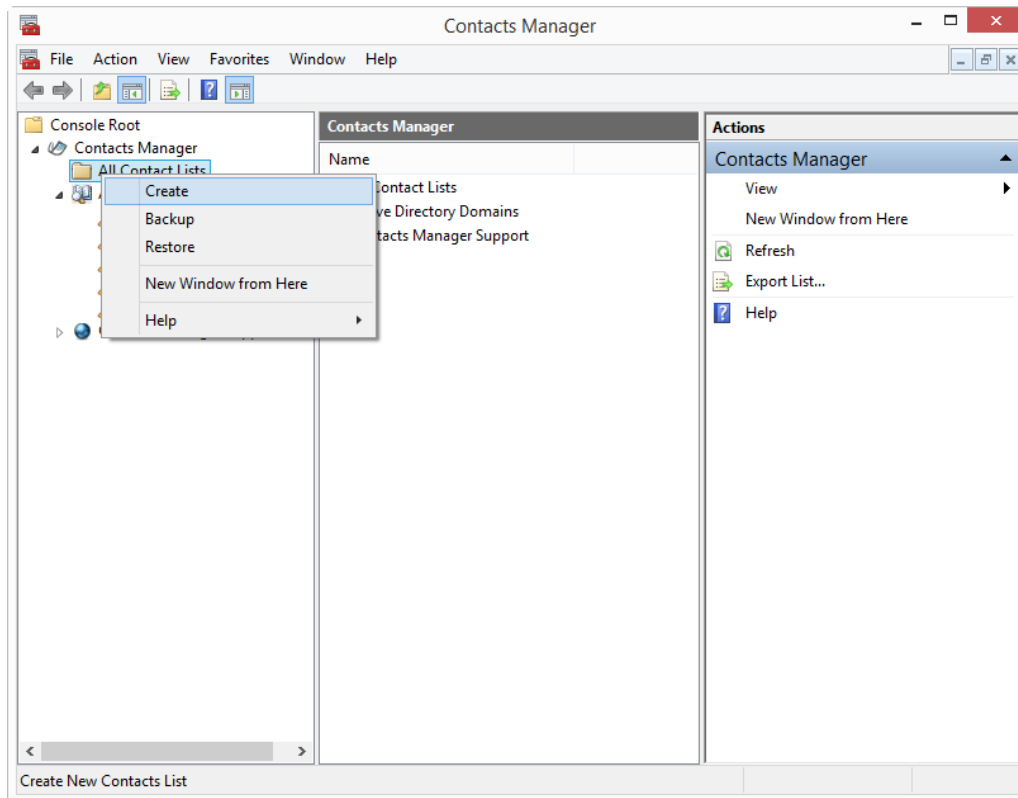 Contacts Manager
File Action View Favorites Window Help
Console Root
Contacts Manager
All Contact Lists
Create
Backup
Restore
New Window from Here
Help
Contacts Manager
Name
Contact Lists
Directory Domains
Manager Support
Actions
Contacts Manager
View
New Window from Here
Refresh
Export List...
Help
Create New Contacts List